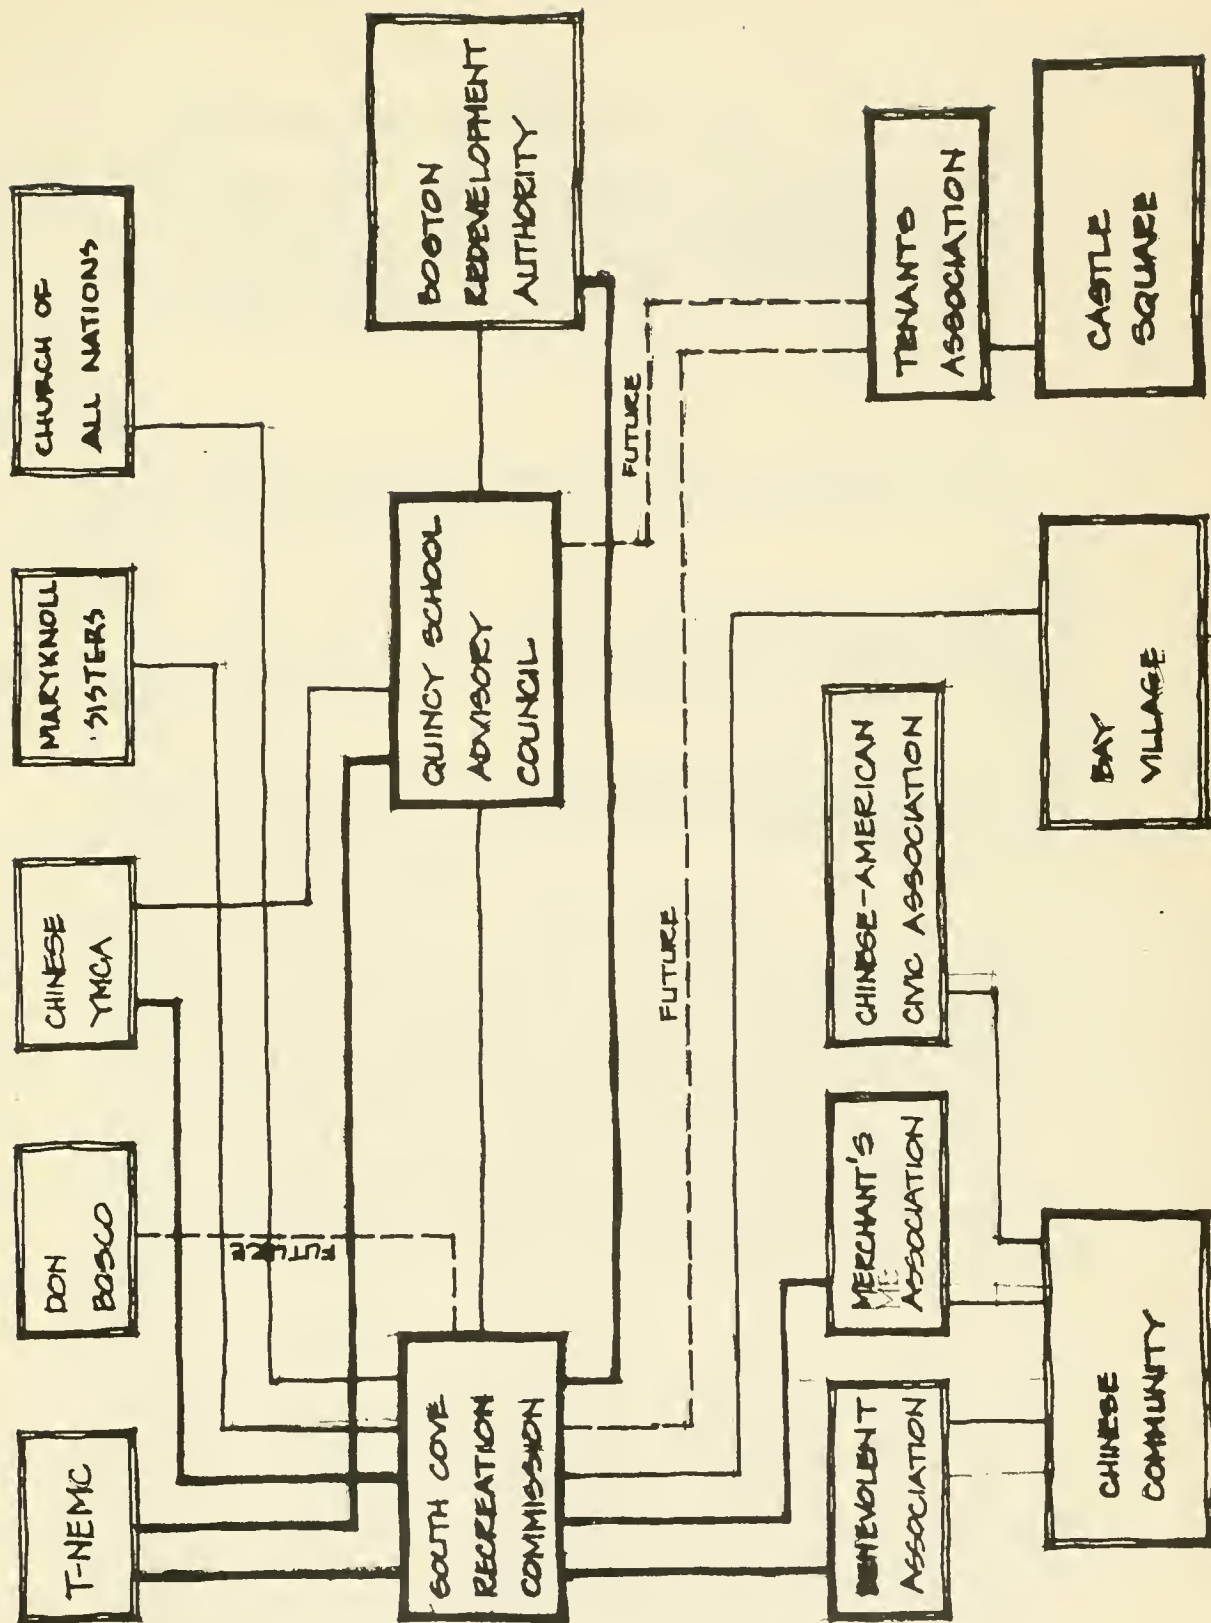 T-NEMC
DON
BOSCO
CHINESE
YMCA
MARYKNOLL
SISTERS
CHURCH OF
ALL NATIONS
FUTURE
SOUTH COVE
RECREATION
COMMISSION
QUINCY SCHOOL
ADVISORY
COUNCIL
BOSTON
REDEVELOPMENT
AUTHORITY
FUTURE
FUTURE
BENEVOLENT
ASSOCIATION
MERCHANT'S
ASSOCIATION
CHINESE-AMERICAN
CIVIC ASSOCIATION
TENANTS
ASSOCIATION
CHINESE
COMMUNITY
BAY
VILLAGE
CASTLE
SQUARE